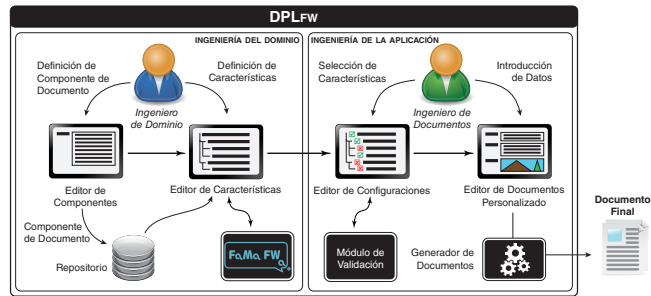 DPLFW
INGENIERÍA DEL DOMINIO
INGENIERÍA DE LA APLICACIÓN
Definición de
Componente de
Documento
Definición de
Características
Ingeniero
de Dominio
Selección de
Características
Introducción
de Datos
Ingeniero de
Documentos
Editor de
Componentes
Editor de Características
Editor de Configuraciones
Editor de Documentos
Personalizado
Componente
de Documento
Repositorio
FaMa FW
Módulo de
Validación
Generador de
Documentos
Documento
Final